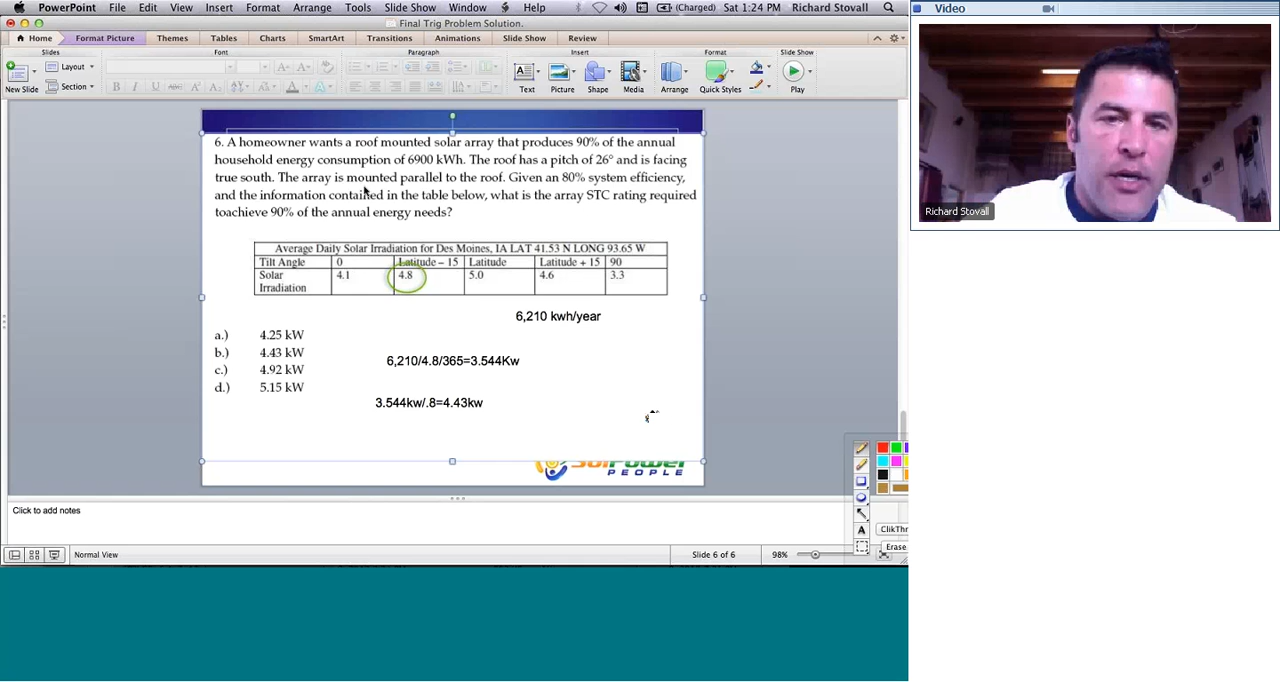 PowerPoint File Edit View Insert Format Arrange Tools Slide Show Window Help (Charged) Sat 1:24 PM Richard Stovall
Final Trig Problem Solution.
Home Format Picture Themes Tables Charts SmartArt Transitions Animations Slide Show Review
Slides Font Paragraph Insert Format Slide Show
Layout
New Slide Section Text Picture Shape Media Arrange Quick Styles Play
6. A homeowner wants a roof mounted solar array that produces 90% of the annual
household energy consumption of 6900 kWh. The roof has a pitch of 26° and is facing
true south. The array is mounted parallel to the roof. Given an 80% system efficiency,
and the information contained in the table below, what is the array STC rating required
toachieve 90% of the annual energy needs?
Average Daily Solar Irradiation for Des Moines, IA LAT 41.53 N LONG 93.65 W
Tilt Angle 0 Latitude – 15 Latitude Latitude + 15 90
Solar 4.1 4.8 5.0 4.6 3.3
Irradiation
6,210 kwh/year
a.) 4.25 kW
b.) 4.43 kW
6,210/4.8/365=3.544Kw
c.) 4.92 kW
d.) 5.15 kW
3.544kw/.8=4.43kw
SolPower
PEOPLE
Click to add notes
Normal View Slide 6 of 6 98%
A
ClikThr
Erase
Video
Richard Stovall